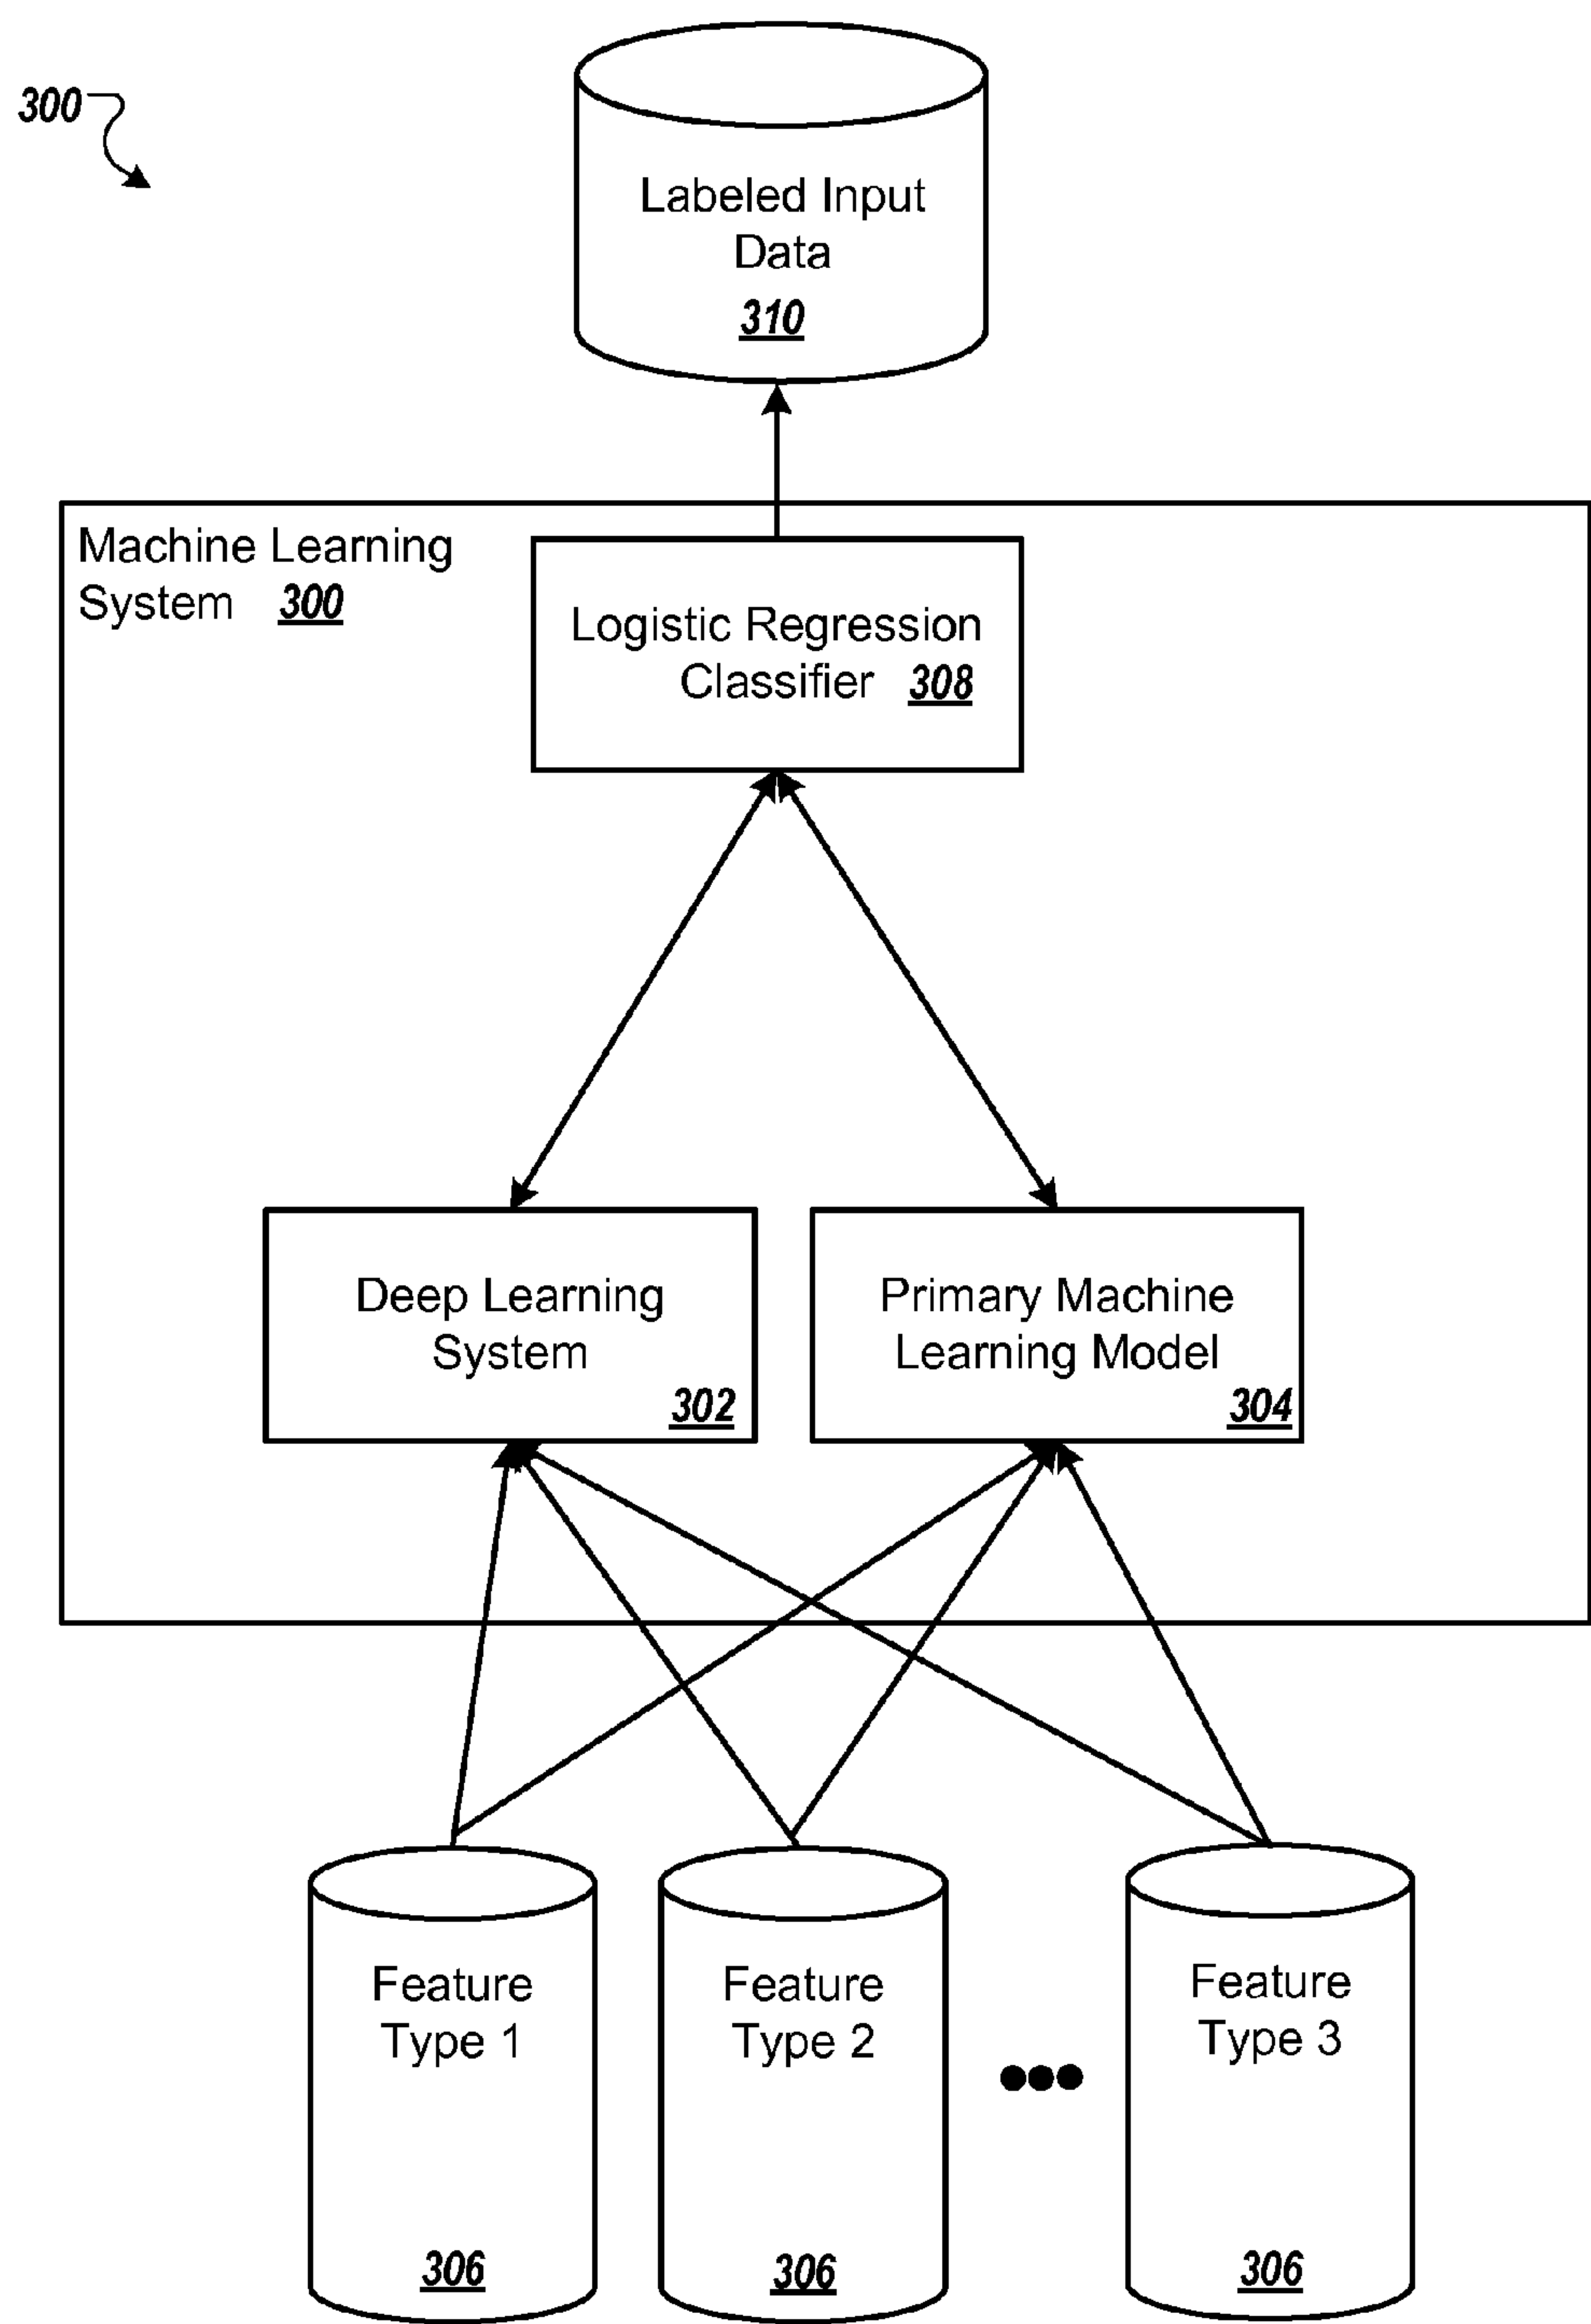 300
Labeled Input
Data
310
Machine Learning
System 300
Logistic Regression
Classifier 308
Deep Learning
System
302
Primary Machine
Learning Model
304
Feature
Type 1
306
Feature
Type 2
306
Feature
Type 3
306